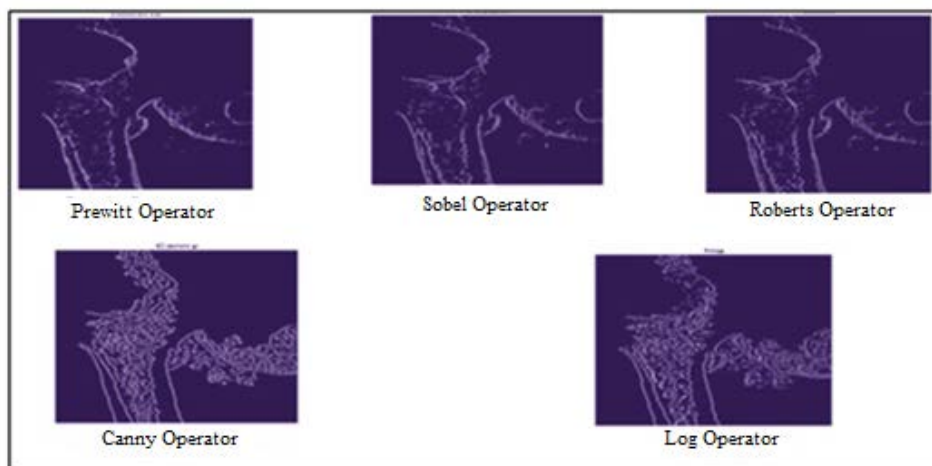 Prewitt Operator
Sobel Operator
Roberts Operator
Canny Operator
Log Operator